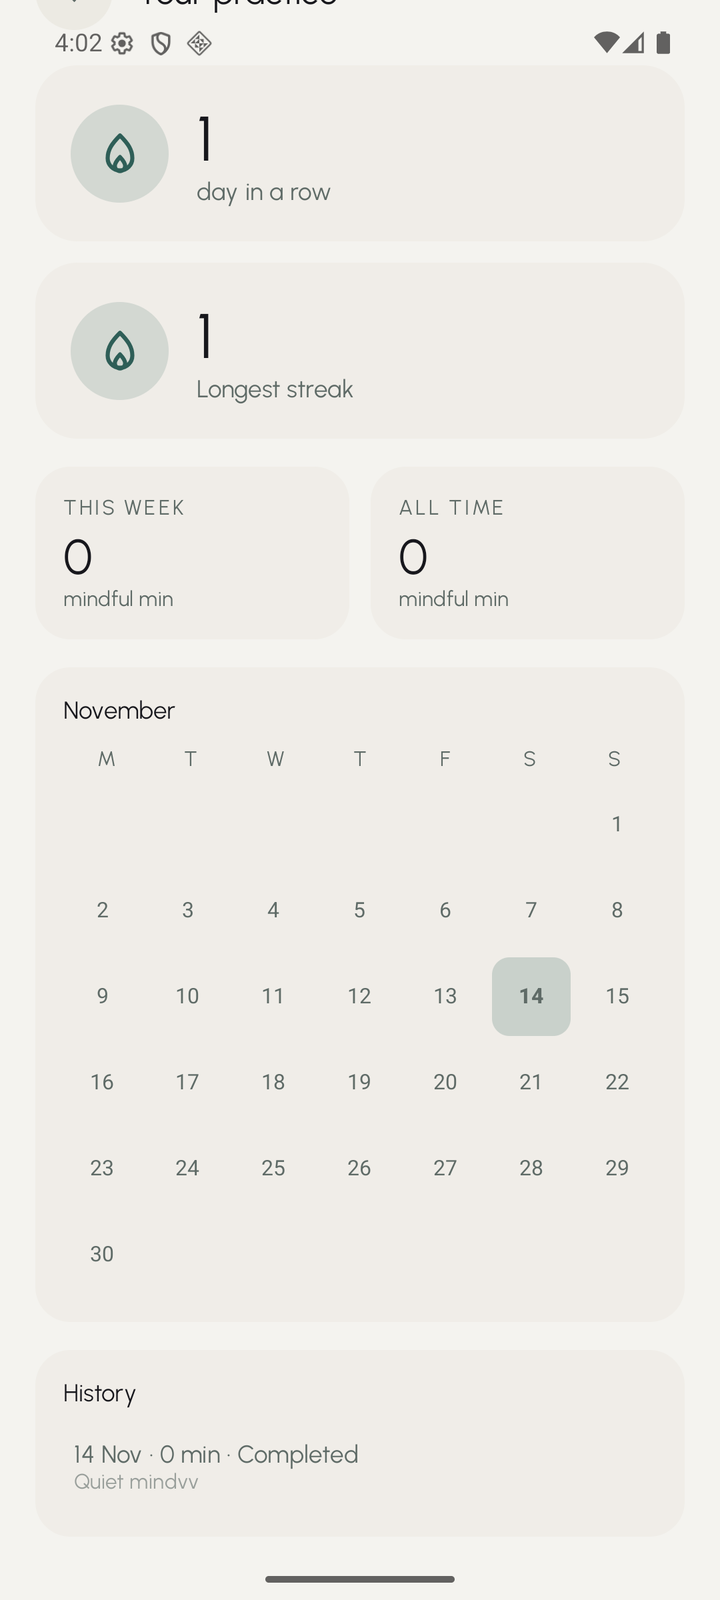 Your practice
4:02
1
day in a row
1
Longest streak
THIS WEEK
0
mindful min
ALL TIME
0
mindful min
November
M T W T F S S
1
2 3 4 5 6 7 8
9 10 11 12 13 14 15
16 17 18 19 20 21 22
23 24 25 26 27 28 29
30
History
14 Nov · 0 min · Completed
Quiet mindvv